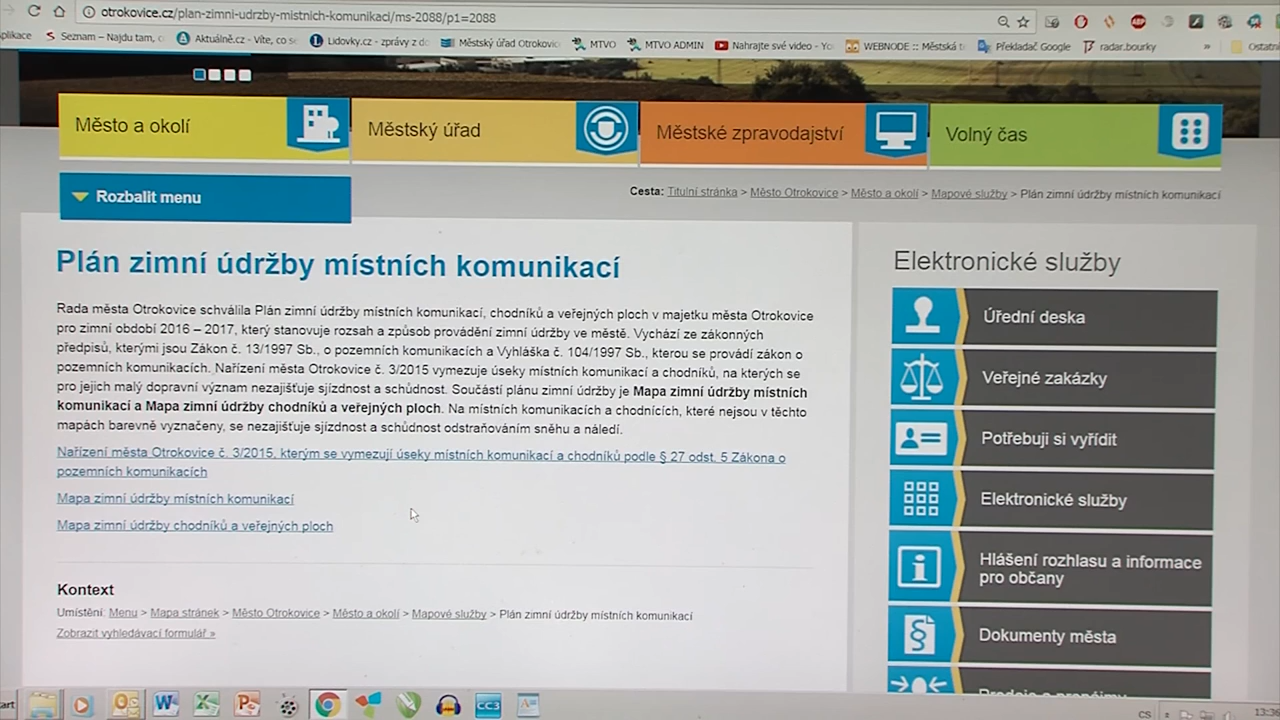 otrokovice.cz/plan-zimni-udrzby-mistnich-komunikaci/ms-2088/p1=2088
plikace Seznam – Najdu tam, c Aktuálně.cz - Víte, co se Lidovky.cz - zprávy z d Městský úřad Otrokovic MTVO MTVO ADMIN Nahrajte své video - Yo WEBNODE :: Městská t Překladač Google radar.bourky » Ostatní
Město a okolí Městský úřad Městské zpravodajství Volný čas
Rozbalit menu
Cesta: Titulní stránka > Město Otrokovice > Město a okolí > Mapové služby > Plán zimní údržby místních komunikací
Plán zimní údržby místních komunikací
Rada města Otrokovice schválila Plán zimní údržby místních komunikací, chodníků a veřejných ploch v majetku města Otrokovice
pro zimní období 2016 – 2017, který stanovuje rozsah a způsob provádění zimní údržby ve městě. Vychází ze zákonných
předpisů, kterými jsou Zákon č. 13/1997 Sb., o pozemních komunikacích a Vyhláška č. 104/1997 Sb., kterou se provádí zákon o
pozemních komunikacích. Nařízení města Otrokovice č. 3/2015 vymezuje úseky místních komunikací a chodníků, na kterých se
pro jejich malý dopravní význam nezajišťuje sjízdnost a schůdnost. Součástí plánu zimní údržby je Mapa zimní údržby místních
komunikací a Mapa zimní údržby chodníků a veřejných ploch. Na místních komunikacích a chodnících, které nejsou v těchto
mapách barevně vyznačeny, se nezajišťuje sjízdnost a schůdnost odstraňováním sněhu a náledí.
Nařízení města Otrokovice č. 3/2015, kterým se vymezují úseky místních komunikací a chodníků podle § 27 odst. 5 Zákona o
pozemních komunikacích
Mapa zimní údržby místních komunikací
Mapa zimní údržby chodníků a veřejných ploch
Kontext
Umístění: Menu > Mapa stránek > Město Otrokovice > Město a okolí > Mapové služby > Plán zimní údržby místních komunikací
Zobrazit vyhledávací formulář »
Elektronické služby
Úřední deska
Veřejné zakázky
Potřebuji si vyřídit
Elektronické služby
Hlášení rozhlasu a informace
pro občany
Dokumenty města
Prodeje a pronájmy
art CC3 CS 13:36